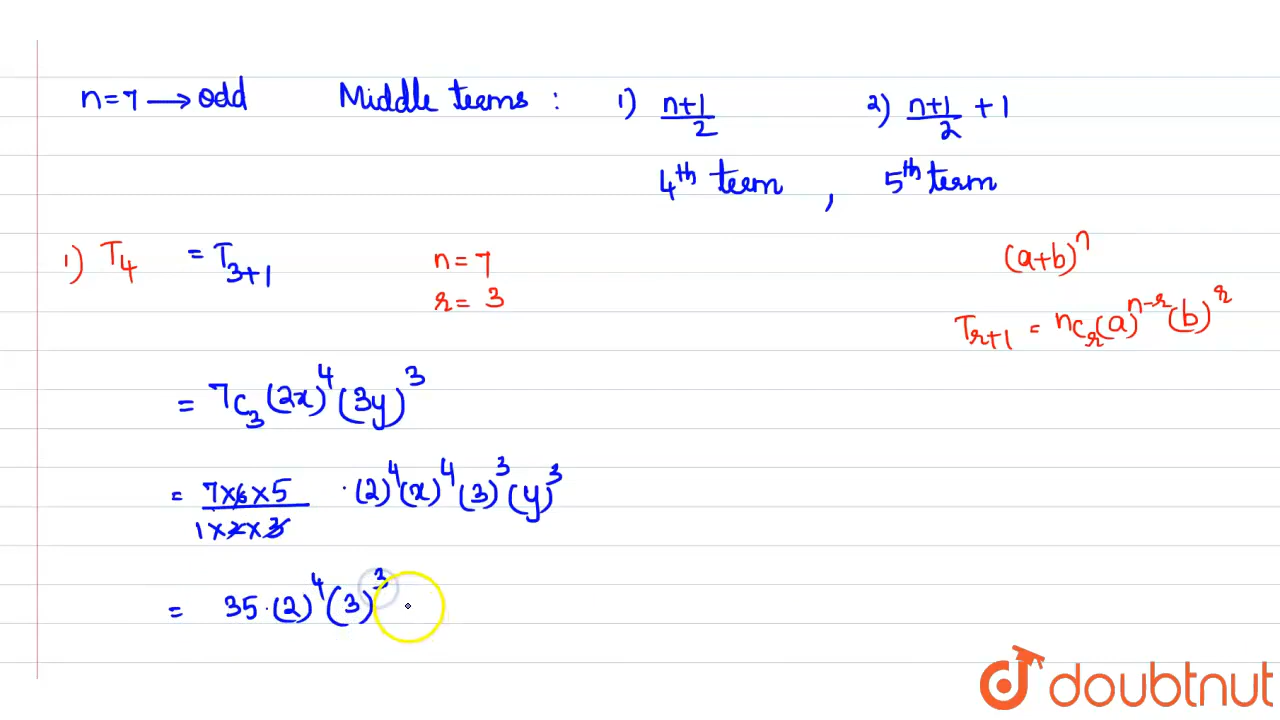 n=7 → odd Middle terms : 1) n+1/2 2) n+1/2 + 1
4th term , 5th term
1) T4 = T3+1 n = 7 (a+b)^n
r = 3 Tr+1 = nCr (a)^n-r (b)^r
= 7C3 (2x)^4 (3y)^3
= 7×6×5/1×2×3 · (2)^4 (x)^4 (3)^3 (y)^3
= 35 · (2)^4 (3)^3
doubtnut